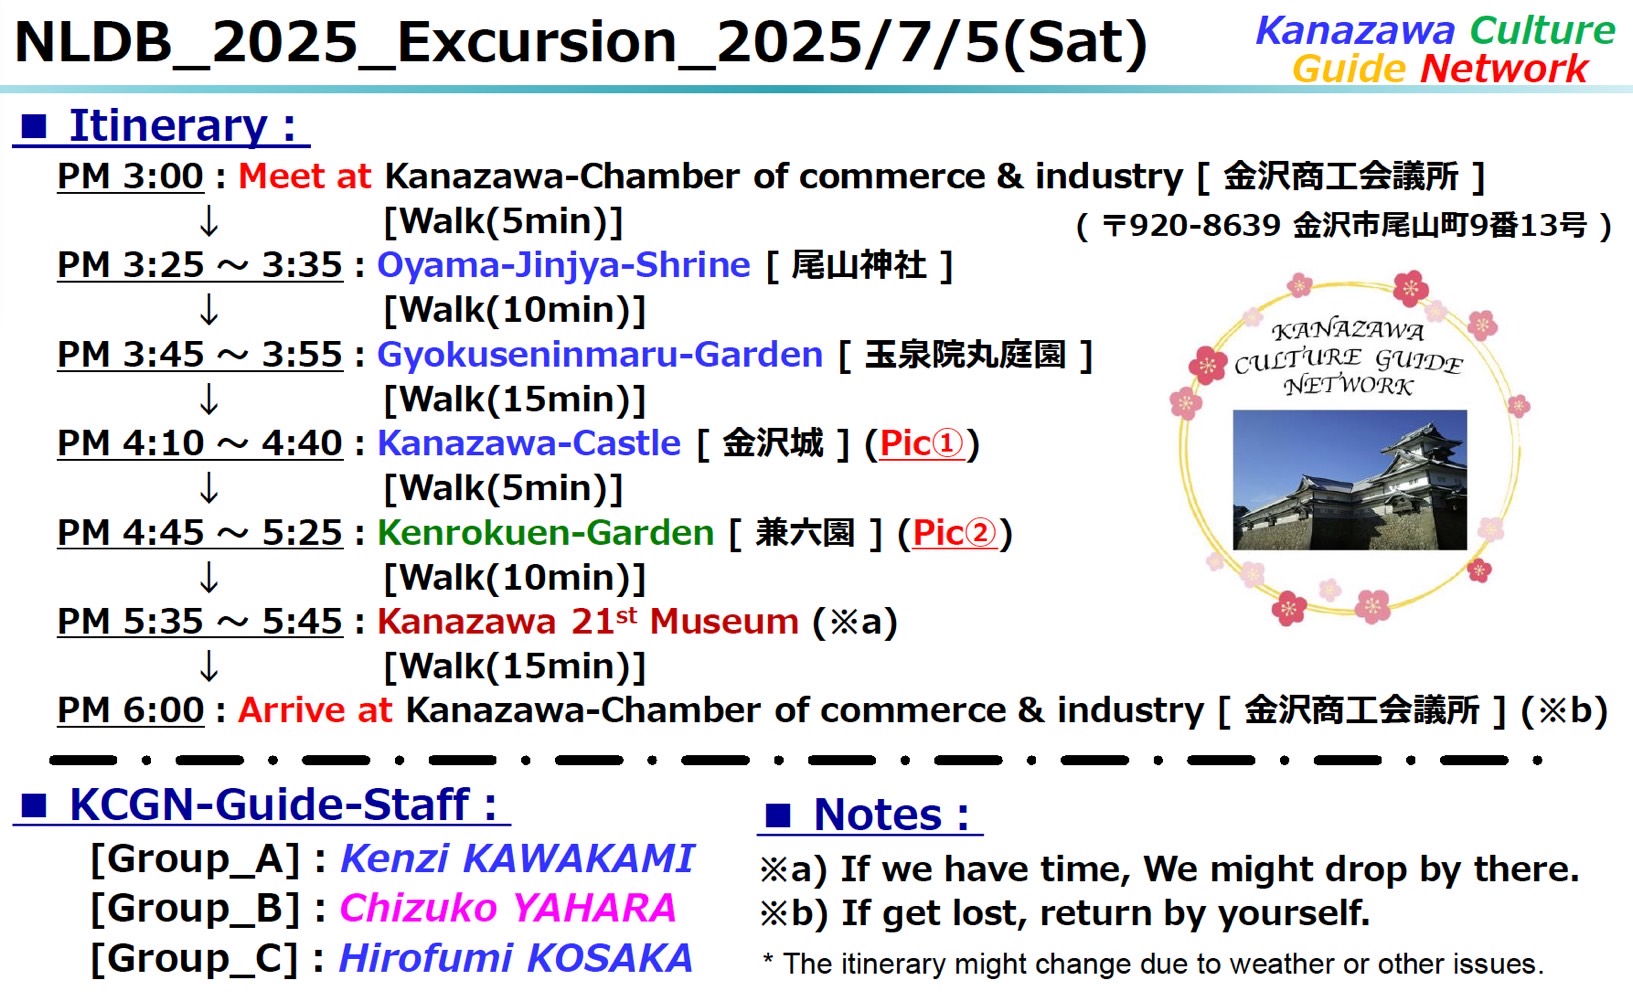 NLDB_2025_Excursion_2025/7/5(Sat)
Kanazawa Culture
Guide Network
■ Itinerary :
PM 3:00 : Meet at Kanazawa-Chamber of commerce & industry [ 金沢商工会議所 ]
↓ [Walk(5min)]
( 〒920-8639 金沢市尾山町9番13号 )
PM 3:25 ～ 3:35 : Oyama-Jinjya-Shrine [ 尾山神社 ]
↓ [Walk(10min)]
PM 3:45 ～ 3:55 : Gyokuseninmaru-Garden [ 玉泉院丸庭園 ]
↓ [Walk(15min)]
PM 4:10 ～ 4:40 : Kanazawa-Castle [ 金沢城 ] (Pic①)
↓ [Walk(5min)]
PM 4:45 ～ 5:25 : Kenrokuen-Garden [ 兼六園 ] (Pic②)
↓ [Walk(10min)]
PM 5:35 ～ 5:45 : Kanazawa 21st Museum (※a)
↓ [Walk(15min)]
PM 6:00 : Arrive at Kanazawa-Chamber of commerce & industry [ 金沢商工会議所 ] (※b)
KANAZAWA
CULTURE GUIDE
NETWORK
■ KCGN-Guide-Staff :
[Group_A] : Kenzi KAWAKAMI
[Group_B] : Chizuko YAHARA
[Group_C] : Hirofumi KOSAKA
■ Notes :
※a) If we have time, We might drop by there.
※b) If get lost, return by yourself.
* The itinerary might change due to weather or other issues.